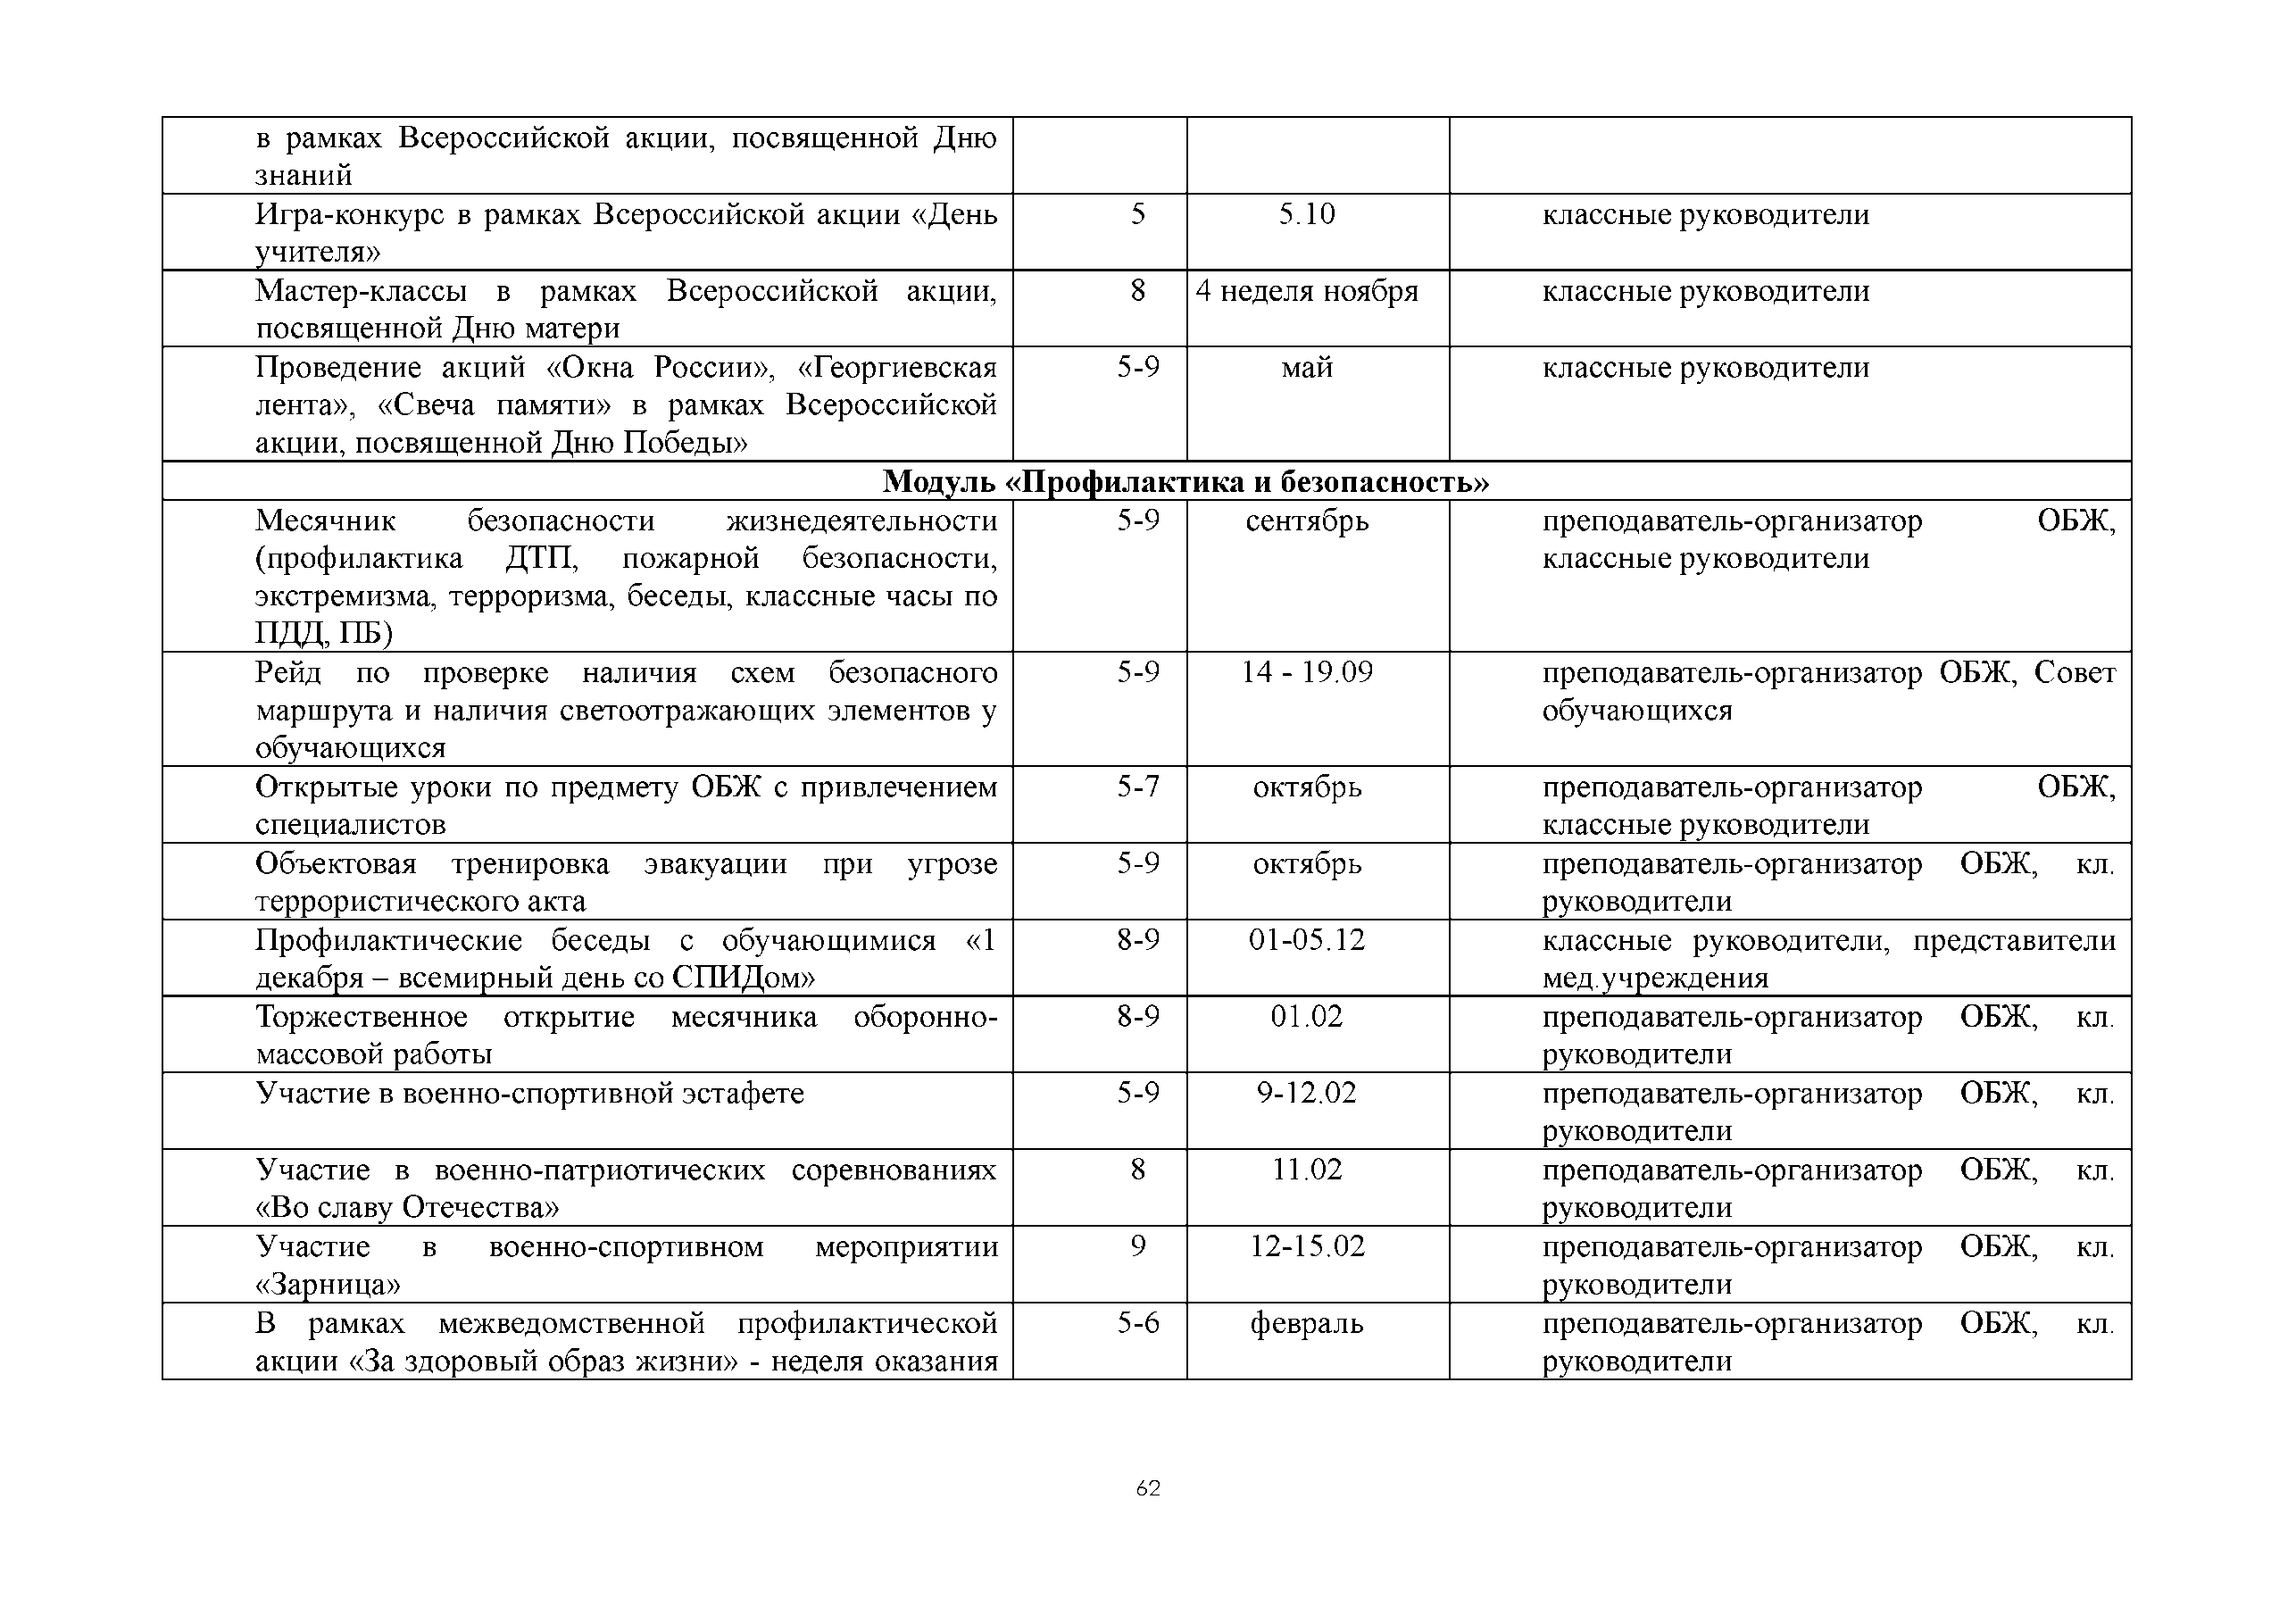 в рамках Всероссийской акции, посвященной Дню
знаний
Игра-конкурс в рамках Всероссийской акции «День
учителя»
5
5.10
классные руководители
Мастер-классы в рамках Всероссийской акции,
посвященной Дню матери
8
4 неделя ноября
классные руководители
Проведение акций «Окна России», «Георгиевская
лента», «Свеча памяти» в рамках Всероссийской
акции, посвященной Дню Победы»
5-9
май
классные руководители
Модуль «Профилактика и безопасность»
Месячник безопасности жизнедеятельности
(профилактика ДТП, пожарной безопасности,
экстремизма, терроризма, беседы, классные часы по
ПДД, ПБ)
5-9
сентябрь
преподаватель-организатор ОБЖ,
классные руководители
Рейд по проверке наличия схем безопасного
маршрута и наличия светоотражающих элементов у
обучающихся
5-9
14 - 19.09
преподаватель-организатор ОБЖ, Совет
обучающихся
Открытые уроки по предмету ОБЖ с привлечением
специалистов
5-7
октябрь
преподаватель-организатор ОБЖ,
классные руководители
Объектовая тренировка эвакуации при угрозе
террористического акта
5-9
октябрь
преподаватель-организатор ОБЖ, кл.
руководители
Профилактические беседы с обучающимися «1
декабря – всемирный день со СПИДом»
8-9
01-05.12
классные руководители, представители
мед.учреждения
Торжественное открытие месячника оборонно-
массовой работы
8-9
01.02
преподаватель-организатор ОБЖ, кл.
руководители
Участие в военно-спортивной эстафете
5-9
9-12.02
преподаватель-организатор ОБЖ, кл.
руководители
Участие в военно-патриотических соревнованиях
«Во славу Отечества»
8
11.02
преподаватель-организатор ОБЖ, кл.
руководители
Участие в военно-спортивном мероприятии
«Зарница»
9
12-15.02
преподаватель-организатор ОБЖ, кл.
руководители
В рамках межведомственной профилактической
акции «За здоровый образ жизни» - неделя оказания
5-6
февраль
преподаватель-организатор ОБЖ, кл.
руководители
62